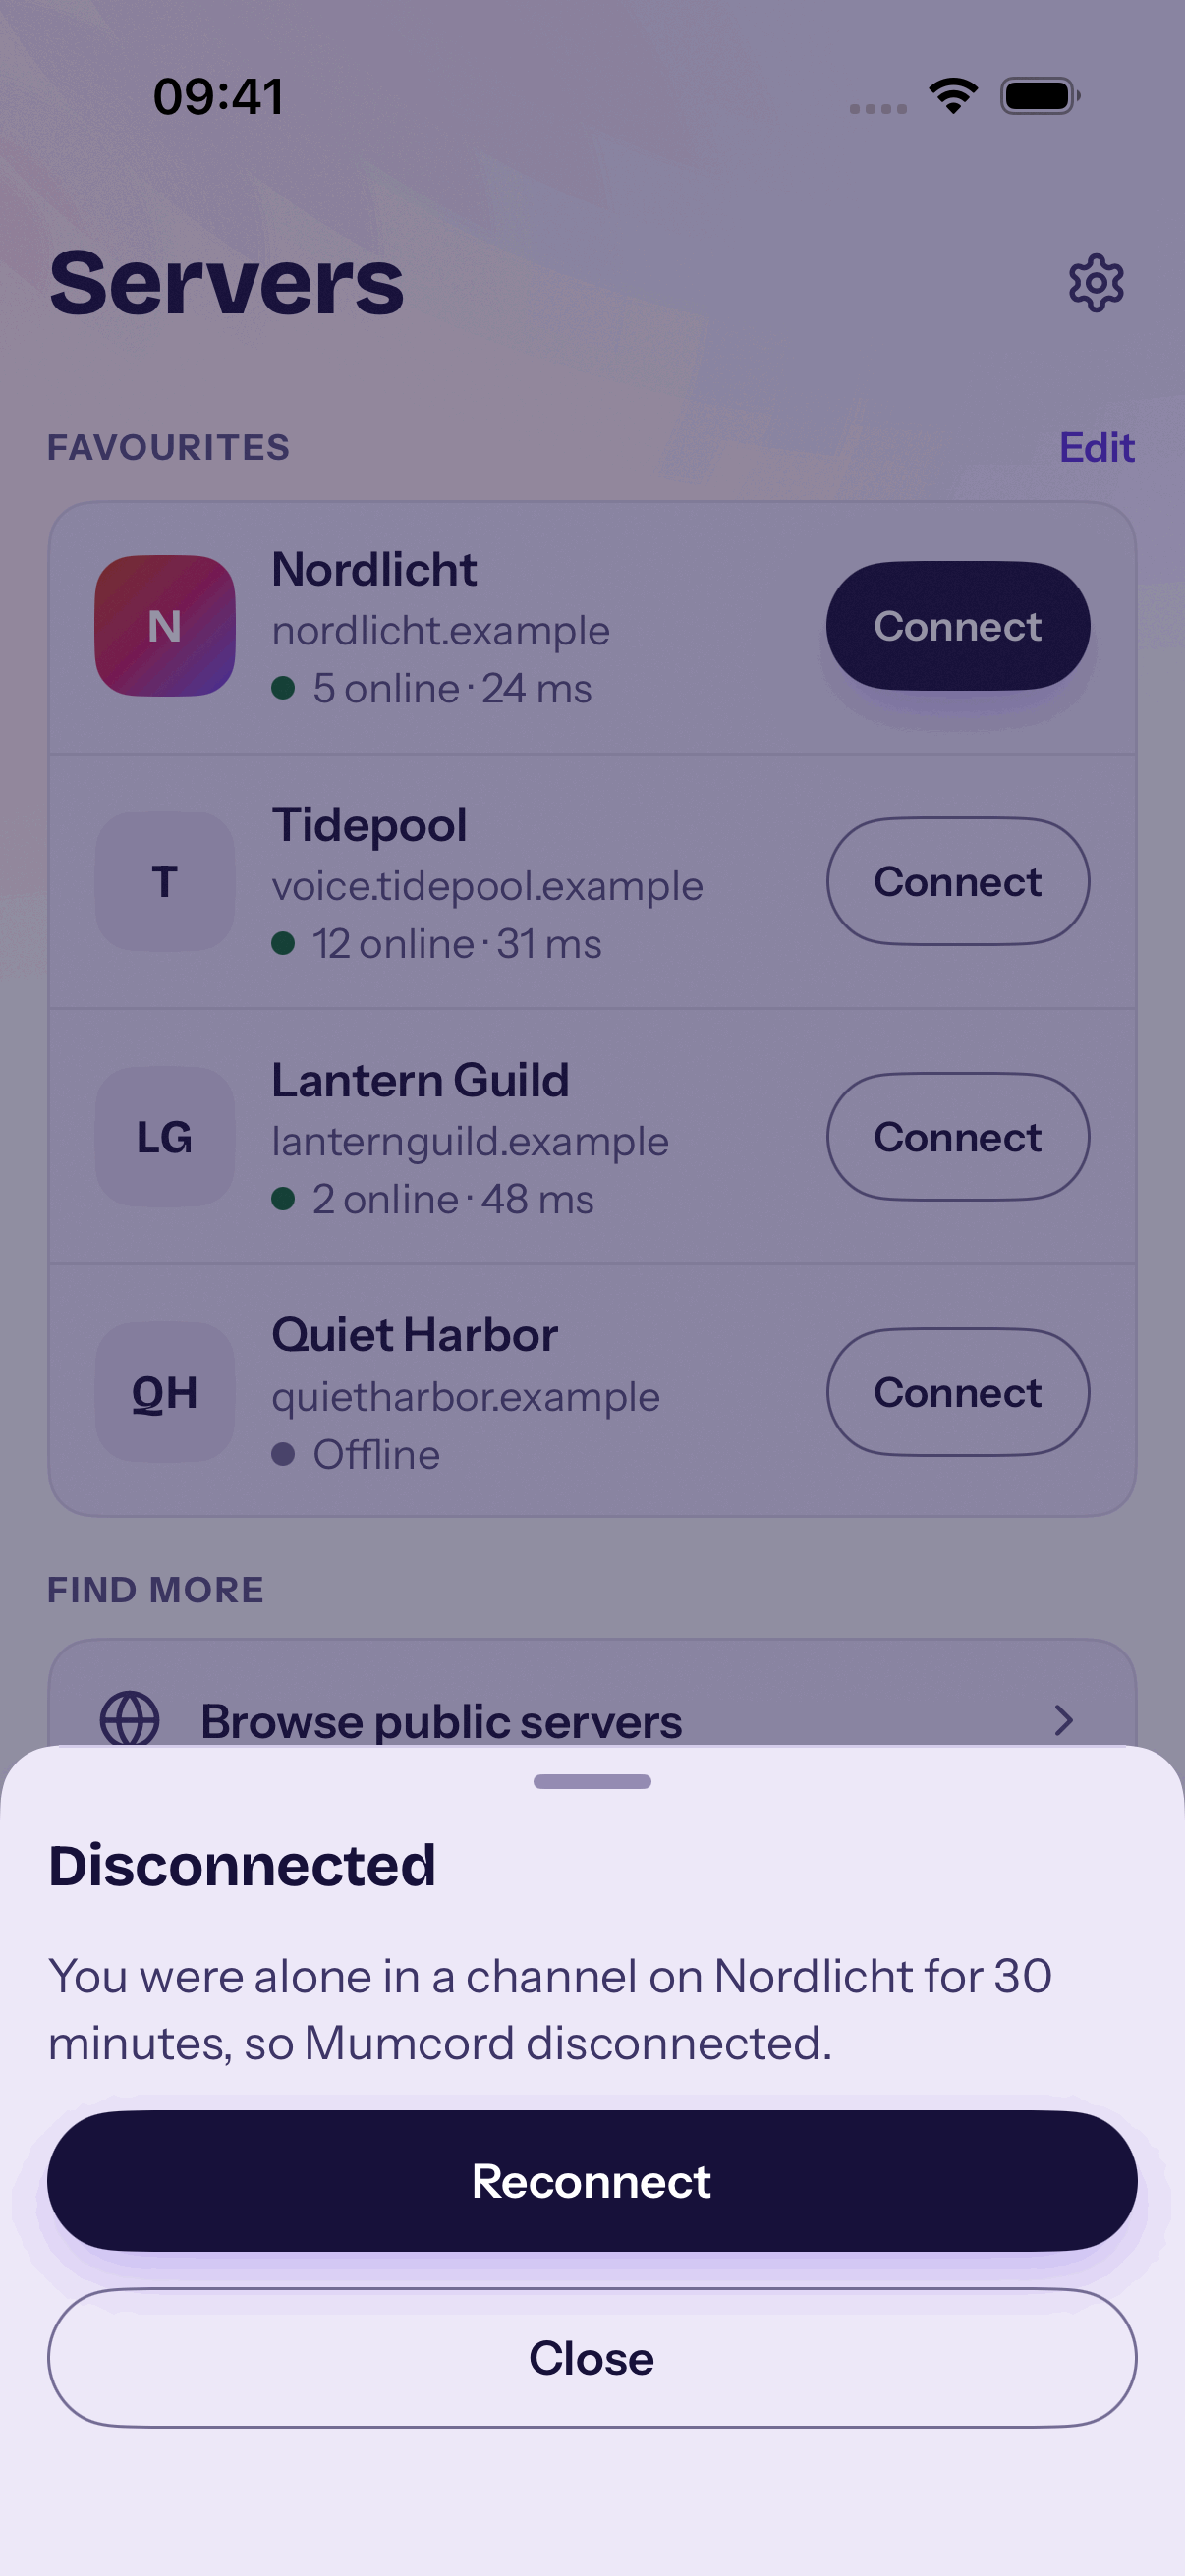 09:41
Servers
FAVOURITES
Edit
N
Nordlicht
nordlicht.example
5 online · 24 ms
Connect
T
Tidepool
voice.tidepool.example
12 online · 31 ms
Connect
LG
Lantern Guild
lanternguild.example
2 online · 48 ms
Connect
QH
Quiet Harbor
quietharbor.example
Offline
Connect
FIND MORE
Browse public servers
Disconnected
You were alone in a channel on Nordlicht for 30
minutes, so Mumcord disconnected.
Reconnect
Close